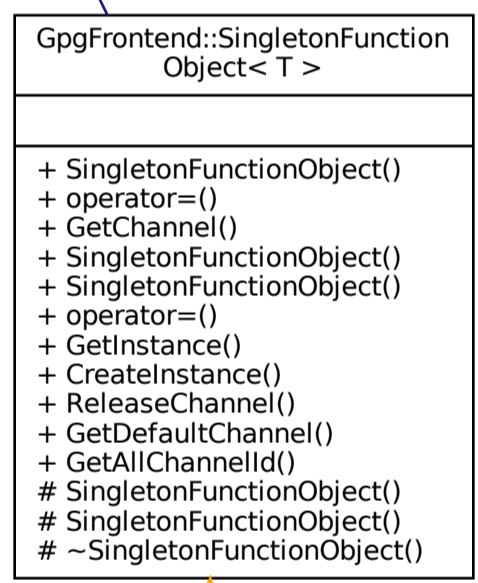 GpgFrontend::SingletonFunction
Object< T >
+ SingletonFunctionObject()
+ operator=()
+ GetChannel()
+ SingletonFunctionObject()
+ SingletonFunctionObject()
+ operator=()
+ GetInstance()
+ CreateInstance()
+ ReleaseChannel()
+ GetDefaultChannel()
+ GetAllChannelId()
# SingletonFunctionObject()
# SingletonFunctionObject()
# ~SingletonFunctionObject()